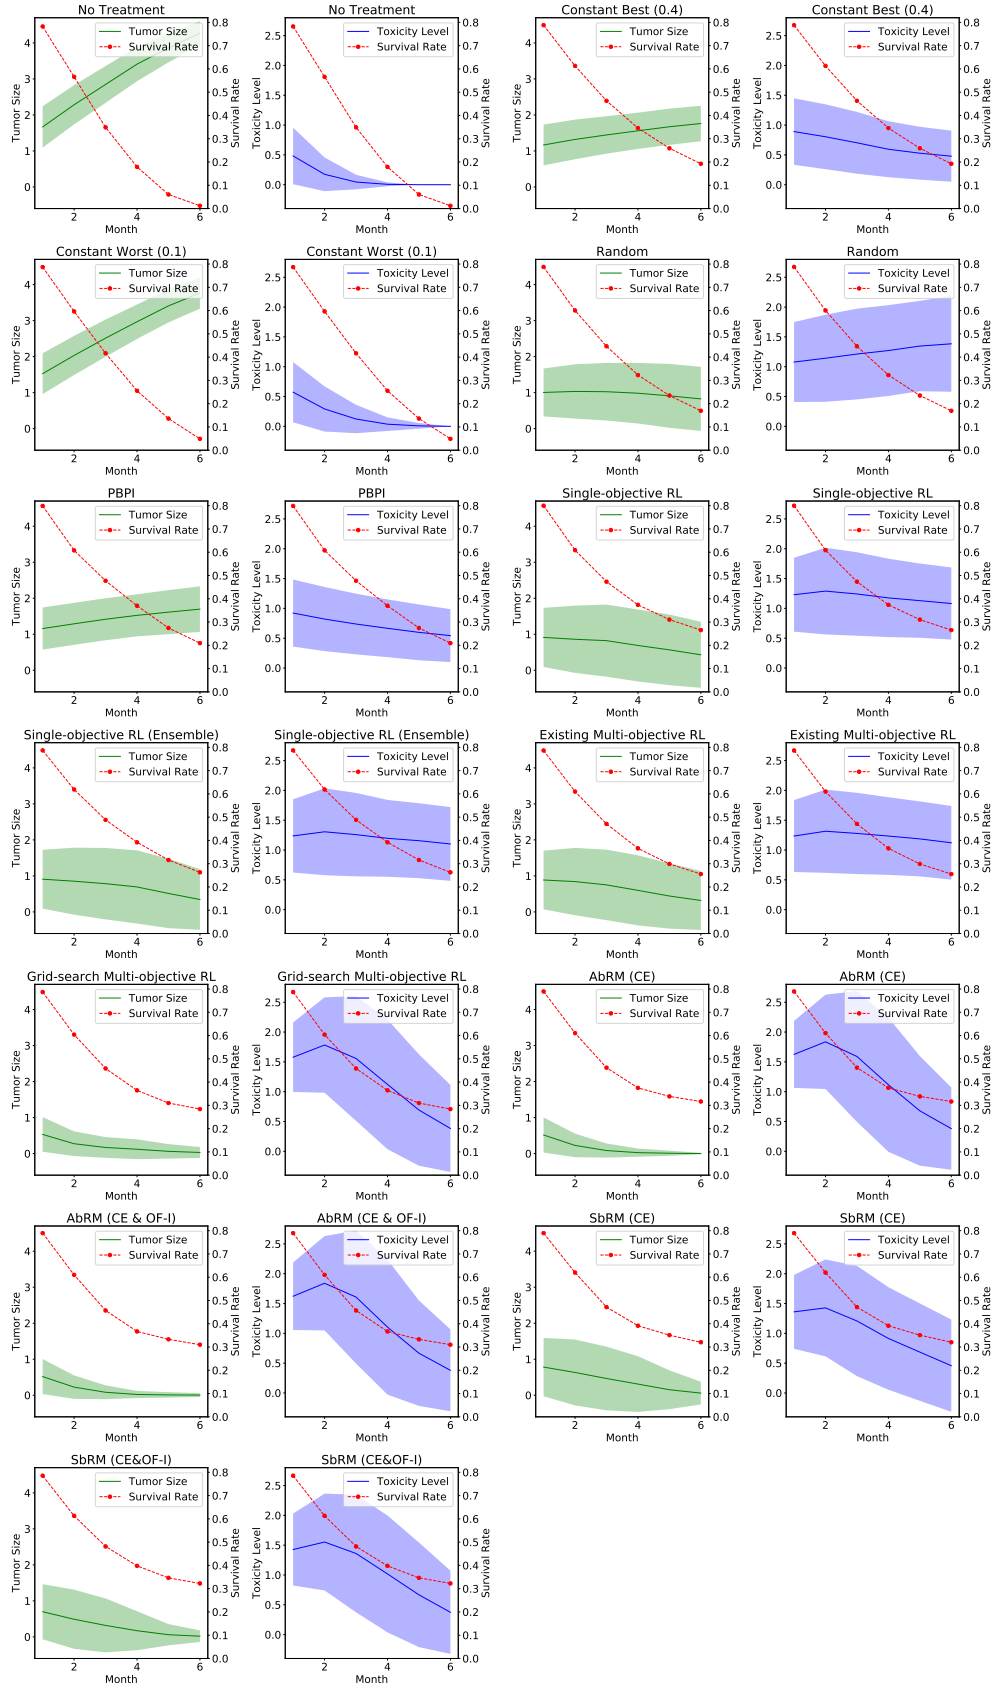 No Treatment
No Treatment
Constant Best (0.4)
Constant Best (0.4)
Tumor Size
Survival Rate
Toxicity Level
Survival Rate
Tumor Size
Survival Rate
Toxicity Level
Survival Rate
Month
Month
Month
Month
Constant Worst (0.1)
Constant Worst (0.1)
Random
Random
Tumor Size
Survival Rate
Toxicity Level
Survival Rate
Tumor Size
Survival Rate
Toxicity Level
Survival Rate
Month
Month
Month
Month
PBPI
PBPI
Single-objective RL
Single-objective RL
Tumor Size
Survival Rate
Toxicity Level
Survival Rate
Tumor Size
Survival Rate
Toxicity Level
Survival Rate
Month
Month
Month
Month
Single-objective RL (Ensemble)
Single-objective RL (Ensemble)
Existing Multi-objective RL
Existing Multi-objective RL
Tumor Size
Survival Rate
Toxicity Level
Survival Rate
Tumor Size
Survival Rate
Toxicity Level
Survival Rate
Month
Month
Month
Month
Grid-search Multi-objective RL
Grid-search Multi-objective RL
AbRM (CE)
AbRM (CE)
Tumor Size
Survival Rate
Toxicity Level
Survival Rate
Tumor Size
Survival Rate
Toxicity Level
Survival Rate
Month
Month
Month
Month
AbRM (CE & OF-I)
AbRM (CE & OF-I)
SbRM (CE)
SbRM (CE)
Tumor Size
Survival Rate
Toxicity Level
Survival Rate
Tumor Size
Survival Rate
Toxicity Level
Survival Rate
Month
Month
Month
Month
SbRM (CE&OF-I)
SbRM (CE&OF-I)
Tumor Size
Survival Rate
Toxicity Level
Survival Rate
Month
Month